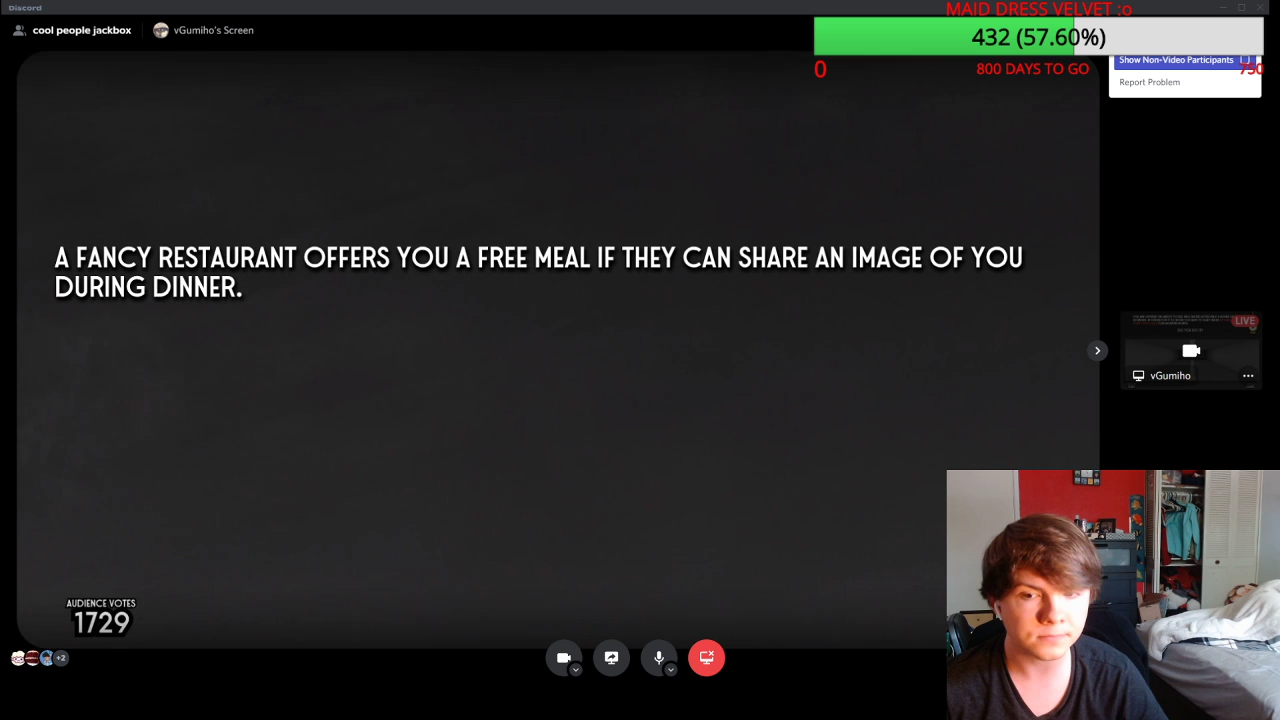 Discord
MAID DRESS VELVET :o
cool people jackbox
vGumiho's Screen
432 (57.60%)
Show Non-Video Participants
0
800 DAYS TO GO
750
Report Problem
A FANCY RESTAURANT OFFERS YOU A FREE MEAL IF THEY CAN SHARE AN IMAGE OF YOU
DURING DINNER.
LIVE
vGumiho
AUDIENCE VOTES
1729
+2